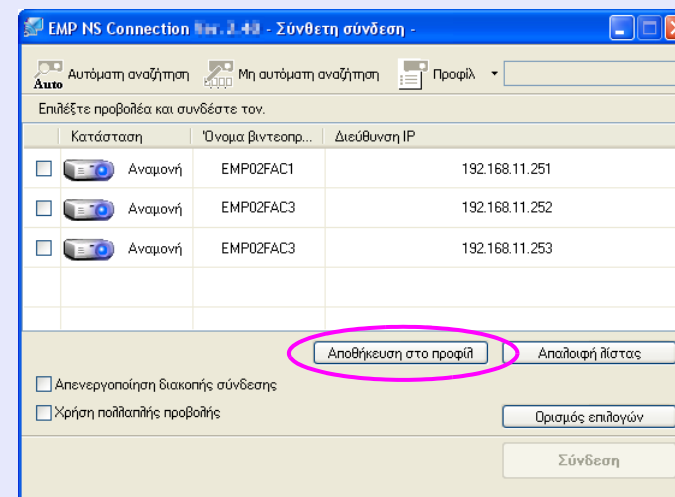 EMP NS Connection - Σύνθετη σύνδεση -
Auto Αυτόματη αναζήτηση Μη αυτόματη αναζήτηση Προφίλ
Επιλέξτε προβολέα και συνδέστε τον.
Κατάσταση Όνομα βιντεοπρ... Διεύθυνση IP
Αναμονή EMP02FAC1 192.168.11.251
Αναμονή EMP02FAC3 192.168.11.252
Αναμονή EMP02FAC3 192.168.11.253
Αποθήκευση στο προφίλ Απαλοιφή λίστας
Απενεργοποίηση διακοπής σύνδεσης
Χρήση πολλαπλής προβολής Ορισμός επιλογών
Σύνδεση